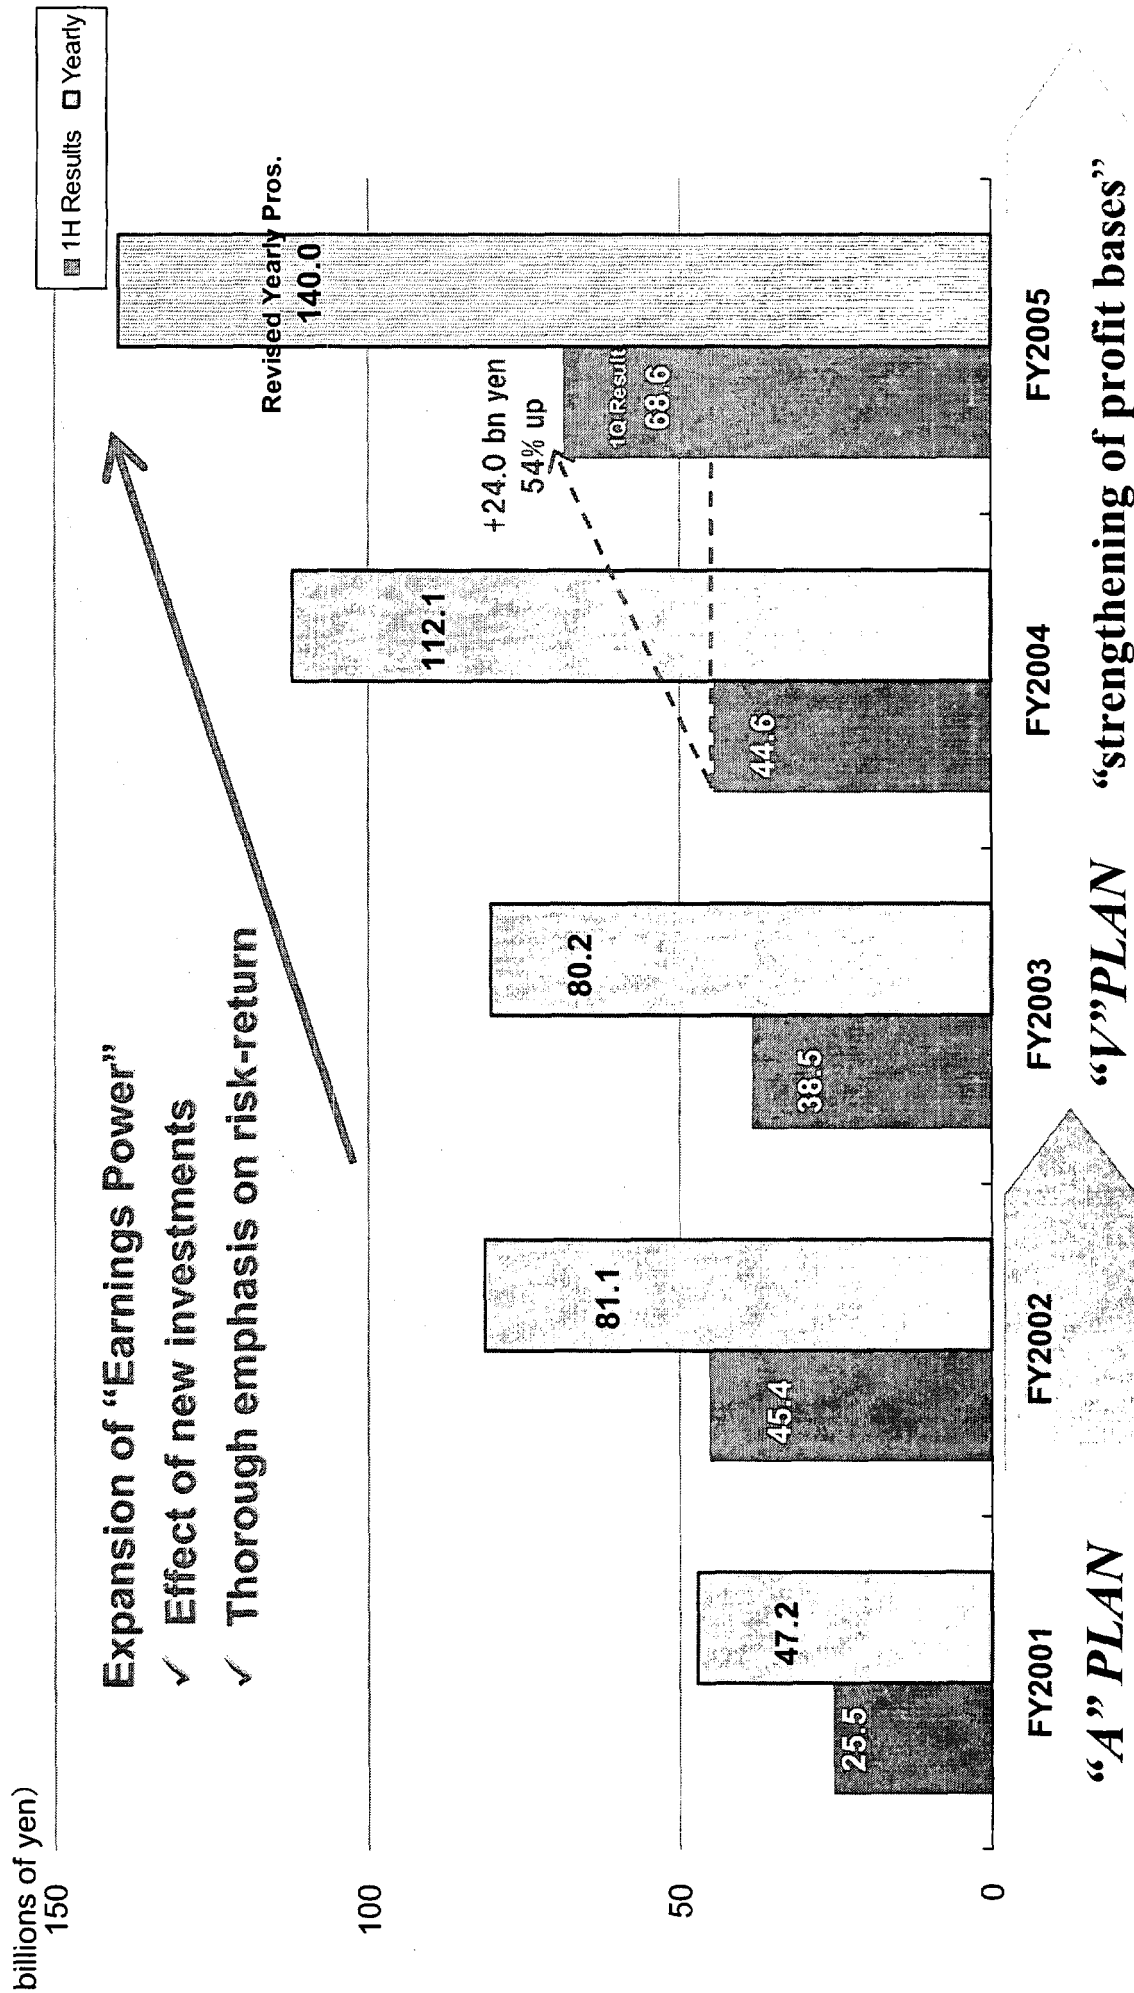 billions of yen)
■ 1H Results □ Yearly
150
100
50
0
Expansion of “Earnings Power”
✓ Effect of new investments
✓ Thorough emphasis on risk-return
Revised Yearly Pros.
140.0
+24.0 bn yen
54% up
1Q Result
68.6
112.1
44.6
80.2
38.5
81.1
45.4
47.2
25.5
FY2001
FY2002
FY2003
FY2004
FY2005
“A” PLAN
“V”PLAN “strengthening of profit bases”